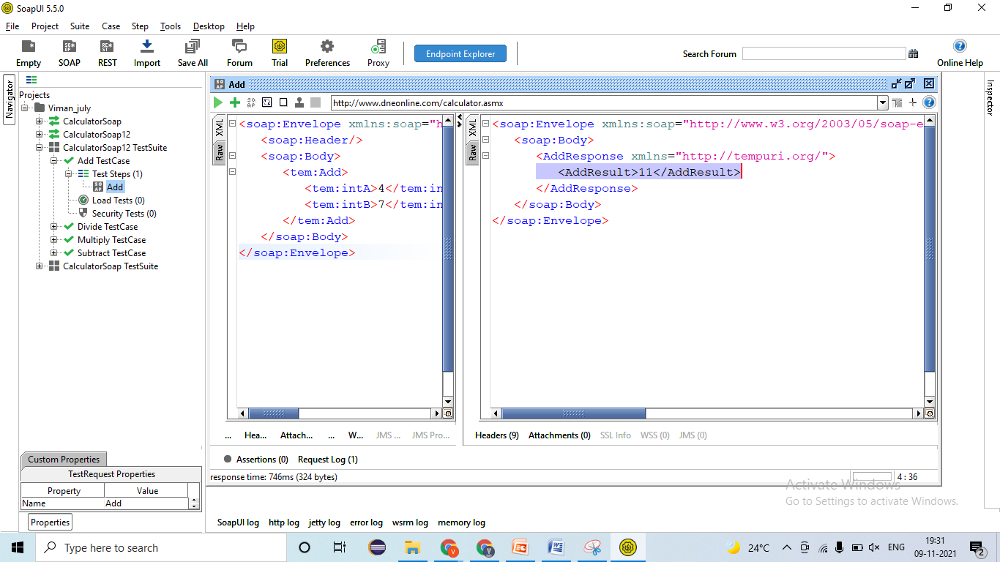 SoapUI 5.5.0
File Project Suite Case Step Tools Desktop Help
Empty SOAP REST Import Save All Forum Trial Preferences Proxy Endpoint Explorer Search Forum Online Help
Navigator
Projects
Viman_july
CalculatorSoap
CalculatorSoap12
CalculatorSoap12 TestSuite
Add TestCase
Test Steps (1)
Add
Load Tests (0)
Security Tests (0)
Divide TestCase
Multiply TestCase
Subtract TestCase
CalculatorSoap TestSuite
Custom Properties
TestRequest Properties
Property Value
Name Add
Properties
Add
http://www.dneonline.com/calculator.asmx
XML
Raw
<soap:Envelope xmlns:soap="h
<soap:Header/>
<soap:Body>
<tem:Add>
<tem:intA>4</tem:in
<tem:intB>7</tem:in
</tem:Add>
</soap:Body>
</soap:Envelope>
XML
Raw
<soap:Envelope xmlns:soap="http://www.w3.org/2003/05/soap-e
<soap:Body>
<AddResponse xmlns="http://tempuri.org/">
<AddResult>11</AddResult>
</AddResponse>
</soap:Body>
</soap:Envelope>
... Hea... Attach... ... W... JMS ... JMS Pro...
Headers (9) Attachments (0) SSL Info WSS (0) JMS (0)
Assertions (0) Request Log (1)
response time: 746ms (324 bytes)
4 : 36
Inspector
Activate Windows
Go to Settings to activate Windows.
SoapUI log http log jetty log error log wsrm log memory log
Type here to search
24°C ENG
19:31
09-11-2021
2